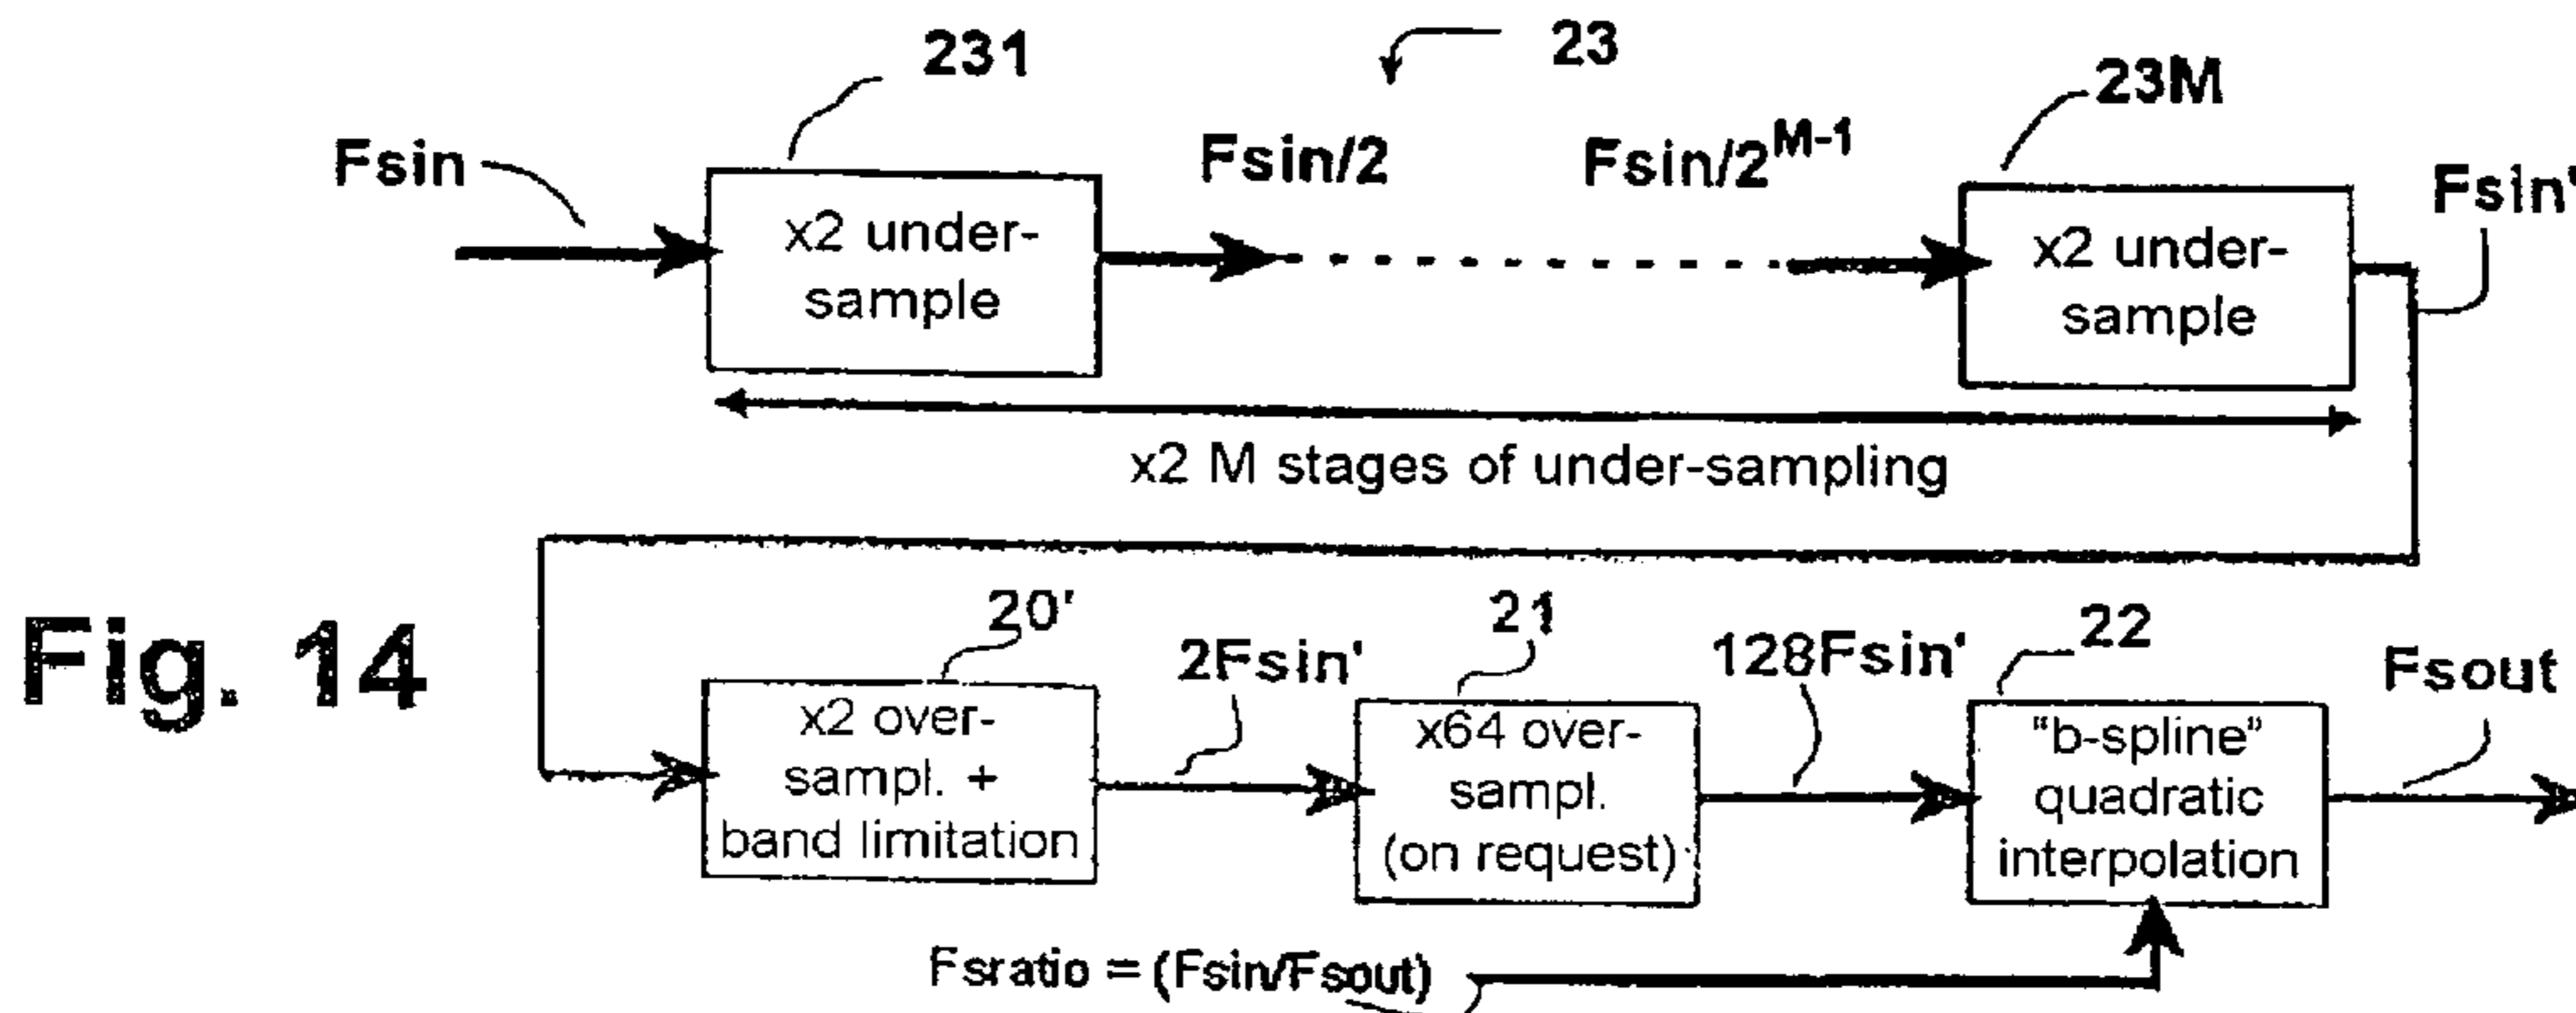 231
23
23M
Fsin
Fsin/2
Fsin/2^M-1
Fsin'
x2 under-
sample
x2 under-
sample
x2 M stages of under-sampling
Fig. 14
20'
2Fsin'
21
128Fsin'
22
Fsout
x2 over-
sampl. +
band limitation
x64 over-
sampl.
(on request)
"b-spline"
quadratic
interpolation
Fsratio = (Fsin/Fsout)